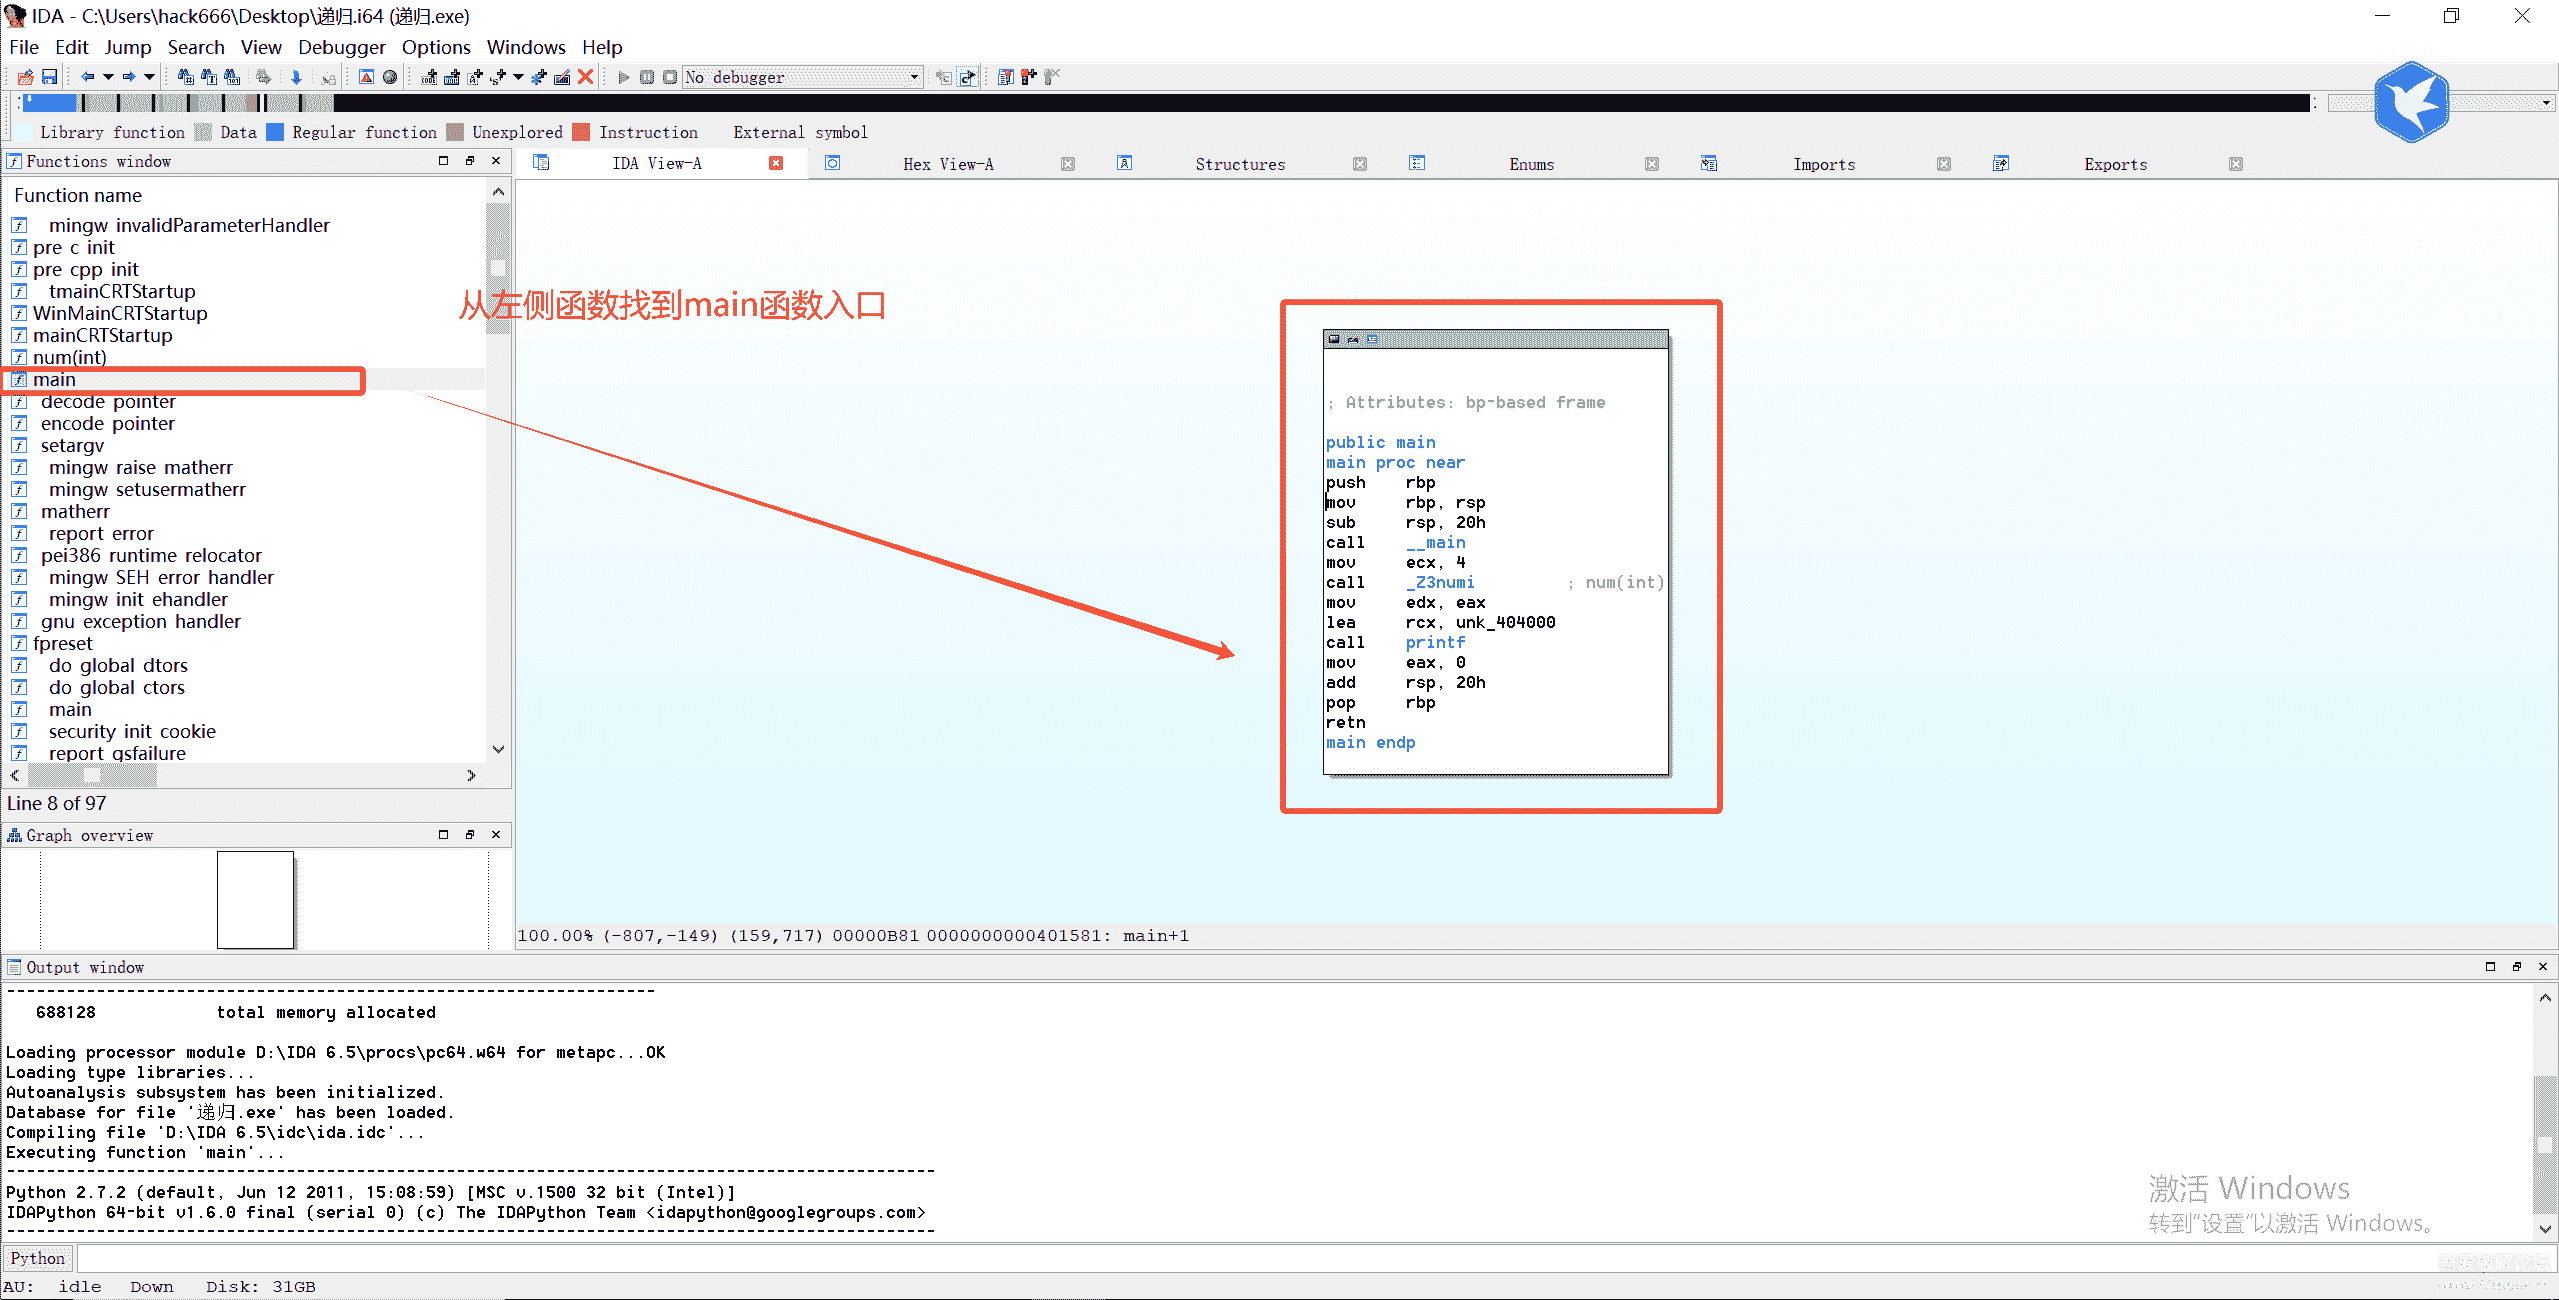 IDA - C:\Users\hack666\Desktop\递归.i64 (递归.exe)
File Edit Jump Search View Debugger Options Windows Help
No debugger
Library function Data Regular function Unexplored Instruction External symbol
Functions window
IDA View-A Hex View-A Structures Enums Imports Exports
Function name
mingw invalidParameterHandler
pre c init
pre cpp init
tmainCRTStartup
WinMainCRTStartup
mainCRTStartup
num(int)
main
decode pointer
encode pointer
setargv
mingw raise matherr
mingw setusermatherr
matherr
report error
pei386 runtime relocator
mingw SEH error handler
mingw init ehandler
gnu exception handler
fpreset
do global dtors
do global ctors
main
security init cookie
report gsfailure
Line 8 of 97
从左侧函数找到main函数入口
; Attributes: bp-based frame
public main
main proc near
push rbp
mov rbp, rsp
sub rsp, 20h
call __main
mov ecx, 4
call _Z3numi ; num(int)
mov edx, eax
lea rcx, unk_404000
call printf
mov eax, 0
add rsp, 20h
pop rbp
retn
main endp
Graph overview
100.00% (-807,-149) (159,717) 00000B81 0000000000401581: main+1
Output window
688128 total memory allocated
Loading processor module D:\IDA 6.5\procs\pc64.w64 for metapc...OK
Loading type libraries...
Autoanalysis subsystem has been initialized.
Database for file '递归.exe' has been loaded.
Compiling file 'D:\IDA 6.5\idc\ida.idc'...
Executing function 'main'...
Python 2.7.2 (default, Jun 12 2011, 15:08:59) [MSC v.1500 32 bit (Intel)]
IDAPython 64-bit v1.6.0 final (serial 0) (c) The IDAPython Team <idapython@googlegroups.com>
激活 Windows
转到"设置"以激活 Windows。
Python
AU: idle Down Disk: 31GB